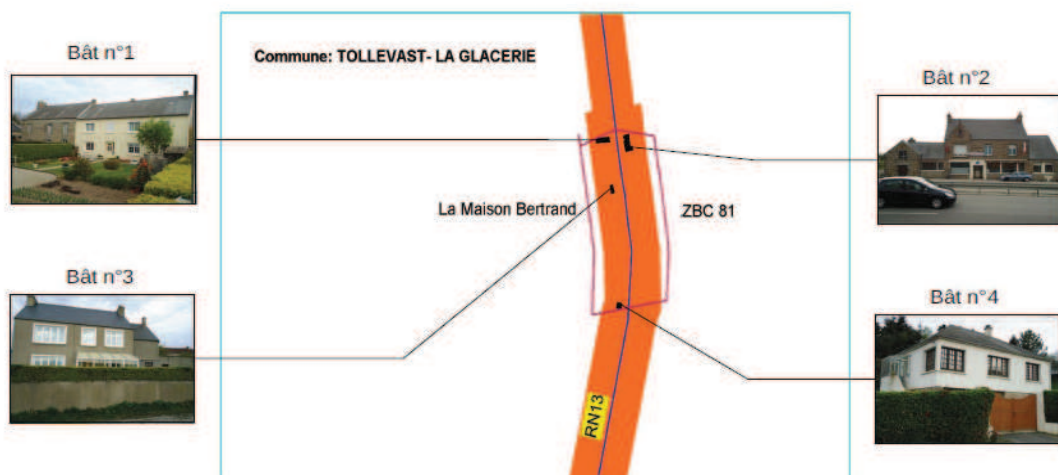 Bât n°1
Commune: TOLLEVAST- LA GLACERIE
Bât n°2
La Maison Bertrand
ZBC 81
Bât n°3
Bât n°4
RN13